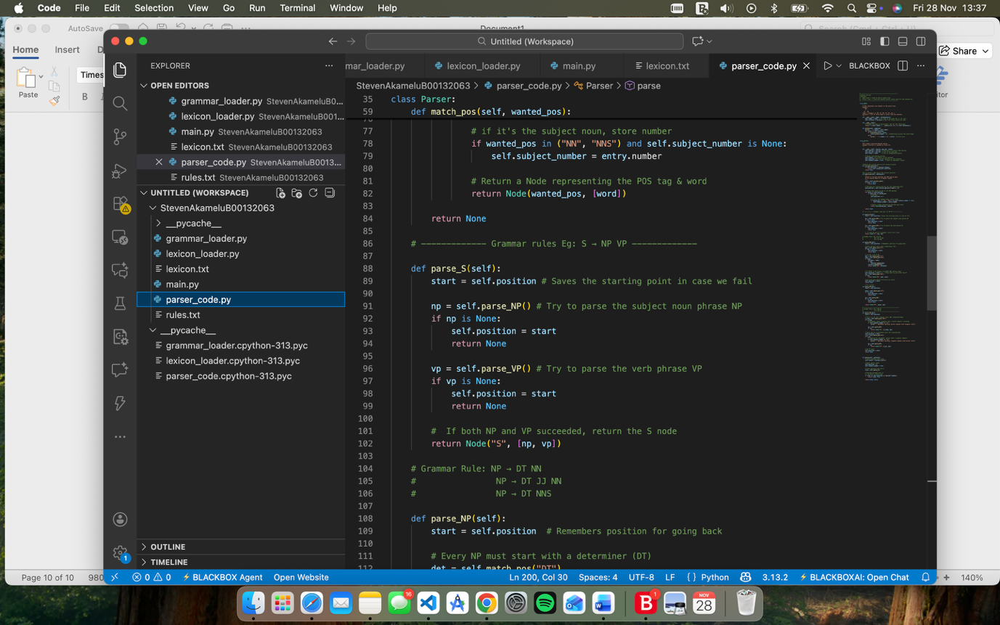 Code File Edit Selection View Go Run Terminal Window Help Fri 28 Nov 13:37
AutoSave
Document1
Search (Cmd + Ctrl + U)
Home Insert D
Share
Paste
Times
B I
Untitled (Workspace)
EXPLORER
OPEN EDITORS
grammar_loader.py StevenAkameluB0...
lexicon_loader.py StevenAkameluB001...
main.py StevenAkameluB00132063
lexicon.txt StevenAkameluB00132063
parser_code.py StevenAkameluB0013...
rules.txt StevenAkameluB00132063
UNTITLED (WORKSPACE)
StevenAkameluB00132063
__pycache__
grammar_loader.py
lexicon_loader.py
lexicon.txt
main.py
parser_code.py
rules.txt
__pycache__
grammar_loader.cpython-313.pyc
lexicon_loader.cpython-313.pyc
parser_code.cpython-313.pyc
OUTLINE
TIMELINE
mar_loader.py lexicon_loader.py main.py lexicon.txt parser_code.py BLACKBOX
StevenAkameluB00132063 > parser_code.py > Parser > parse
35 class Parser:
59 def match_pos(self, wanted_pos):
77 # if it's the subject noun, store number
78 if wanted_pos in ("NN", "NNS") and self.subject_number is None:
79 self.subject_number = entry.number
80
81 # Return a Node representing the POS tag & word
82 return Node(wanted_pos, [word])
83
84 return None
85
86 # ————————————— Grammar rules Eg: S → NP VP —————————————
87
88 def parse_S(self):
89 start = self.position # Saves the starting point in case we fail
90
91 np = self.parse_NP() # Try to parse the subject noun phrase NP
92 if np is None:
93 self.position = start
94 return None
95
96 vp = self.parse_VP() # Try to parse the verb phrase VP
97 if vp is None:
98 self.position = start
99 return None
100
101 # If both NP and VP succeeded, return the S node
102 return Node("S", [np, vp])
103
104 # Grammar Rule: NP → DT NN
105 # NP → DT JJ NN
106 # NP → DT NNS
107
108 def parse_NP(self):
109 start = self.position # Remembers position for going back
110
111 # Every NP must start with a determiner (DT)
112 det = self.match_pos("DT")
Page 10 of 10 980
0 0 BLACKBOX Agent Open Website Ln 200, Col 30 Spaces: 4 UTF-8 LF { } Python 3.13.2 BLACKBOXAI: Open Chat
140%
1
16
1
NOV
28